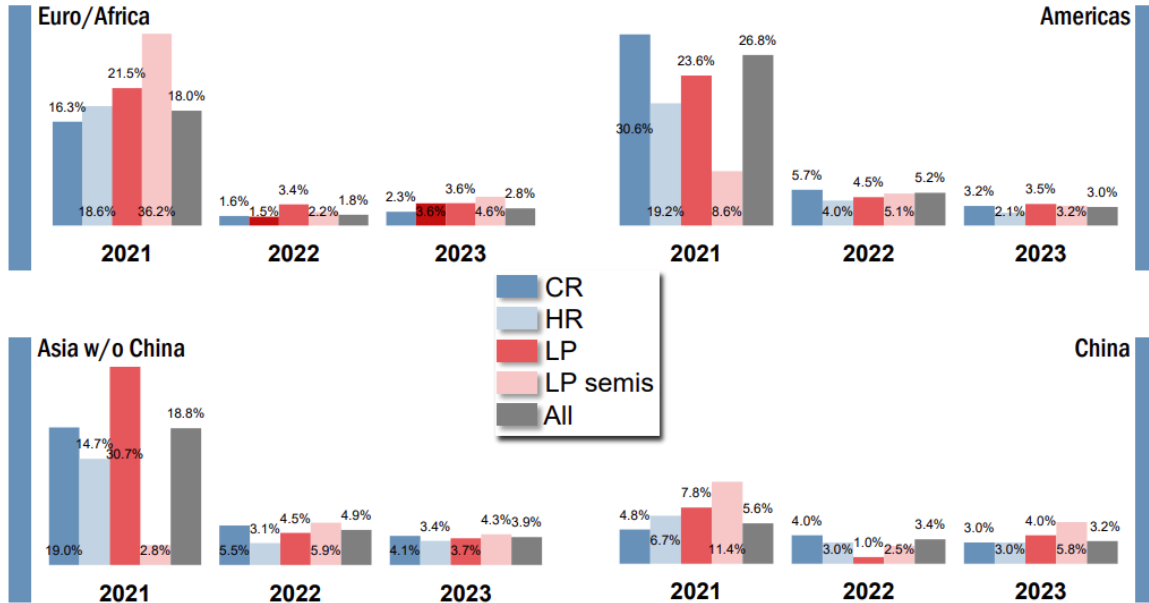 Euro/Africa
16.3% 18.6% 21.5% 36.2% 18.0%
1.6% 1.5% 3.4% 2.2% 1.8%
2.3% 3.6% 3.6% 4.6% 2.8%
2021 2022 2023
Americas
30.6% 19.2% 23.6% 8.6% 26.8%
5.7% 4.0% 4.5% 5.1% 5.2%
3.2% 2.1% 3.5% 3.2% 3.0%
2021 2022 2023
CR
HR
LP
LP semis
All
Asia w/o China
19.0% 14.7% 30.7% 2.8% 18.8%
5.5% 3.1% 4.5% 5.9% 4.9%
4.1% 3.4% 3.7% 4.3% 3.9%
2021 2022 2023
China
4.8% 6.7% 7.8% 11.4% 5.6%
4.0% 3.0% 1.0% 2.5% 3.4%
3.0% 3.0% 4.0% 5.8% 3.2%
2021 2022 2023